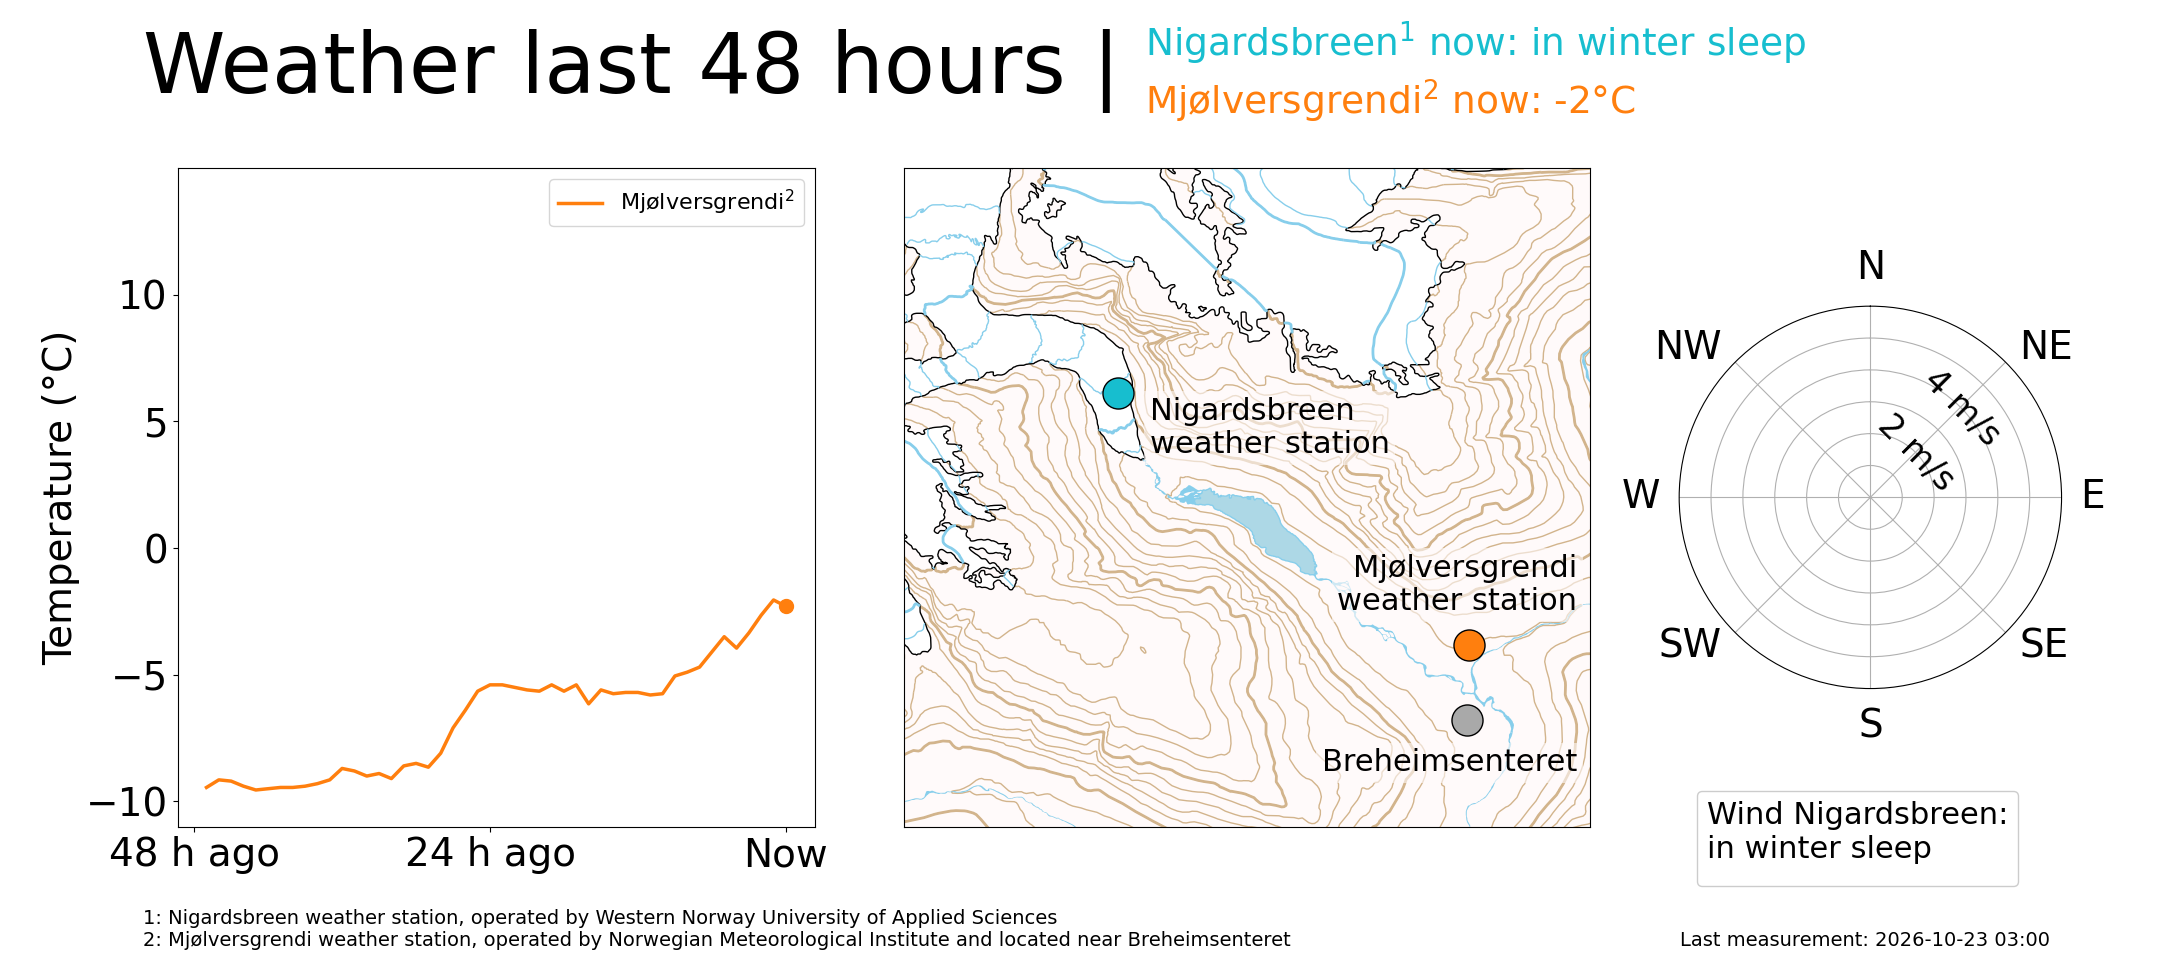 Weather last 48 hours |
Nigardsbreen¹ now: in winter sleep
Mjølversgrendi² now: -2°C
Mjølversgrendi²
Temperature (°C)
10
5
0
−5
−10
48 h ago
24 h ago
Now
Nigardsbreen
weather station
Mjølversgrendi
weather station
Breheimsenteret
N
NE
E
SE
S
SW
W
NW
4 m/s
2 m/s
Wind Nigardsbreen:
in winter sleep
1: Nigardsbreen weather station, operated by Western Norway University of Applied Sciences
2: Mjølversgrendi weather station, operated by Norwegian Meteorological Institute and located near Breheimsenteret
Last measurement: 2026-10-23 03:00